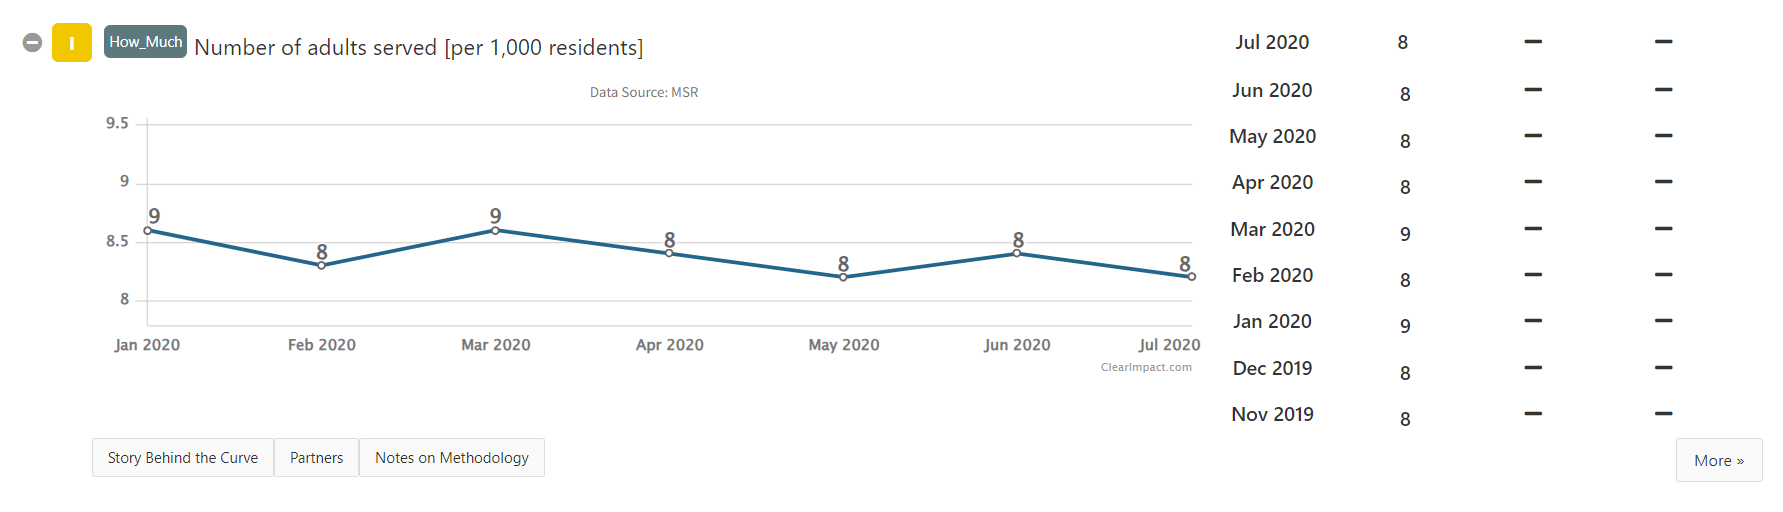 I How_Much Number of adults served [per 1,000 residents]
Data Source: MSR
9.5
9
8.5
8
9 8 9 8 8 8 8
Jan 2020 Feb 2020 Mar 2020 Apr 2020 May 2020 Jun 2020 Jul 2020
ClearImpact.com
Jul 2020 8 – –
Jun 2020 8 – –
May 2020 8 – –
Apr 2020 8 – –
Mar 2020 9 – –
Feb 2020 8 – –
Jan 2020 9 – –
Dec 2019 8 – –
Nov 2019 8 – –
Story Behind the Curve Partners Notes on Methodology
More »